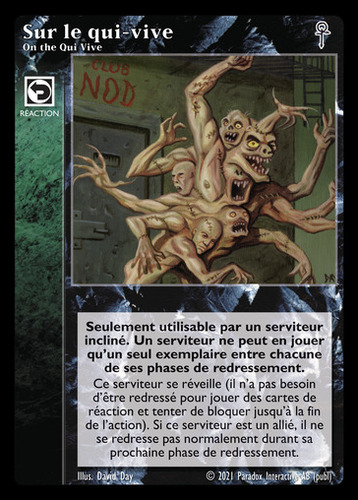 Sur le qui-vive
On the Qui Vive
REACTION
CLUB
NOD
Seulement utilisable par un serviteur
incliné. Un serviteur ne peut en jouer
qu'un seul exemplaire entre chacune
de ses phases de redressement.
Ce serviteur se réveille (il n'a pas besoin
d'être redressé pour jouer des cartes de
réaction et tenter de bloquer jusqu'à la fin
de l'action). Si ce serviteur est un allié, il ne
se redresse pas normalement durant sa
prochaine phase de redressement.
Illus. David Day
© 2021 Paradox Interactive AB (publ)